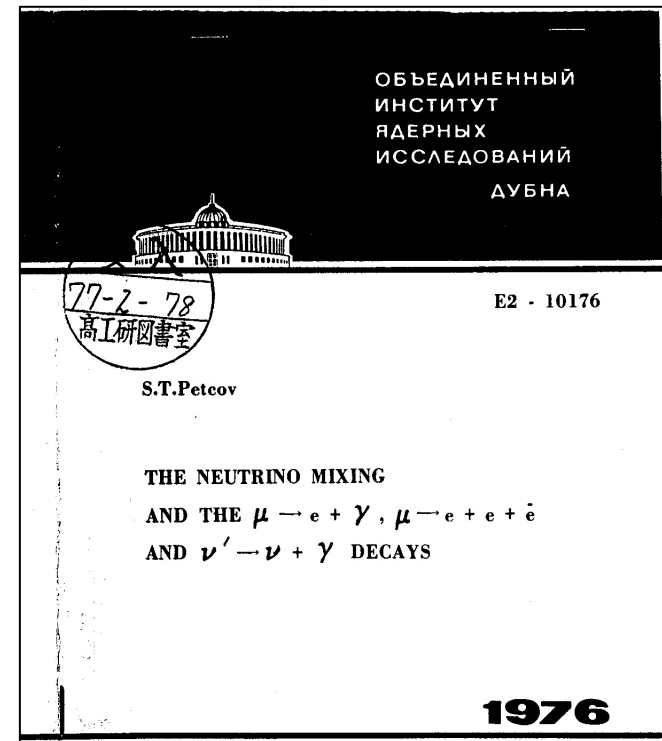 ОБЪЕДИНЕННЫЙ
ИНСТИТУТ
ЯДЕРНЫХ
ИССЛЕДОВАНИЙ
ДУБНА
77-2-78
高工研図書室
E2 - 10176
S.T.Petcov
THE NEUTRINO MIXING
AND THE μ → e + γ , μ → e + e + ē
AND ν′ → ν + γ DECAYS
1976